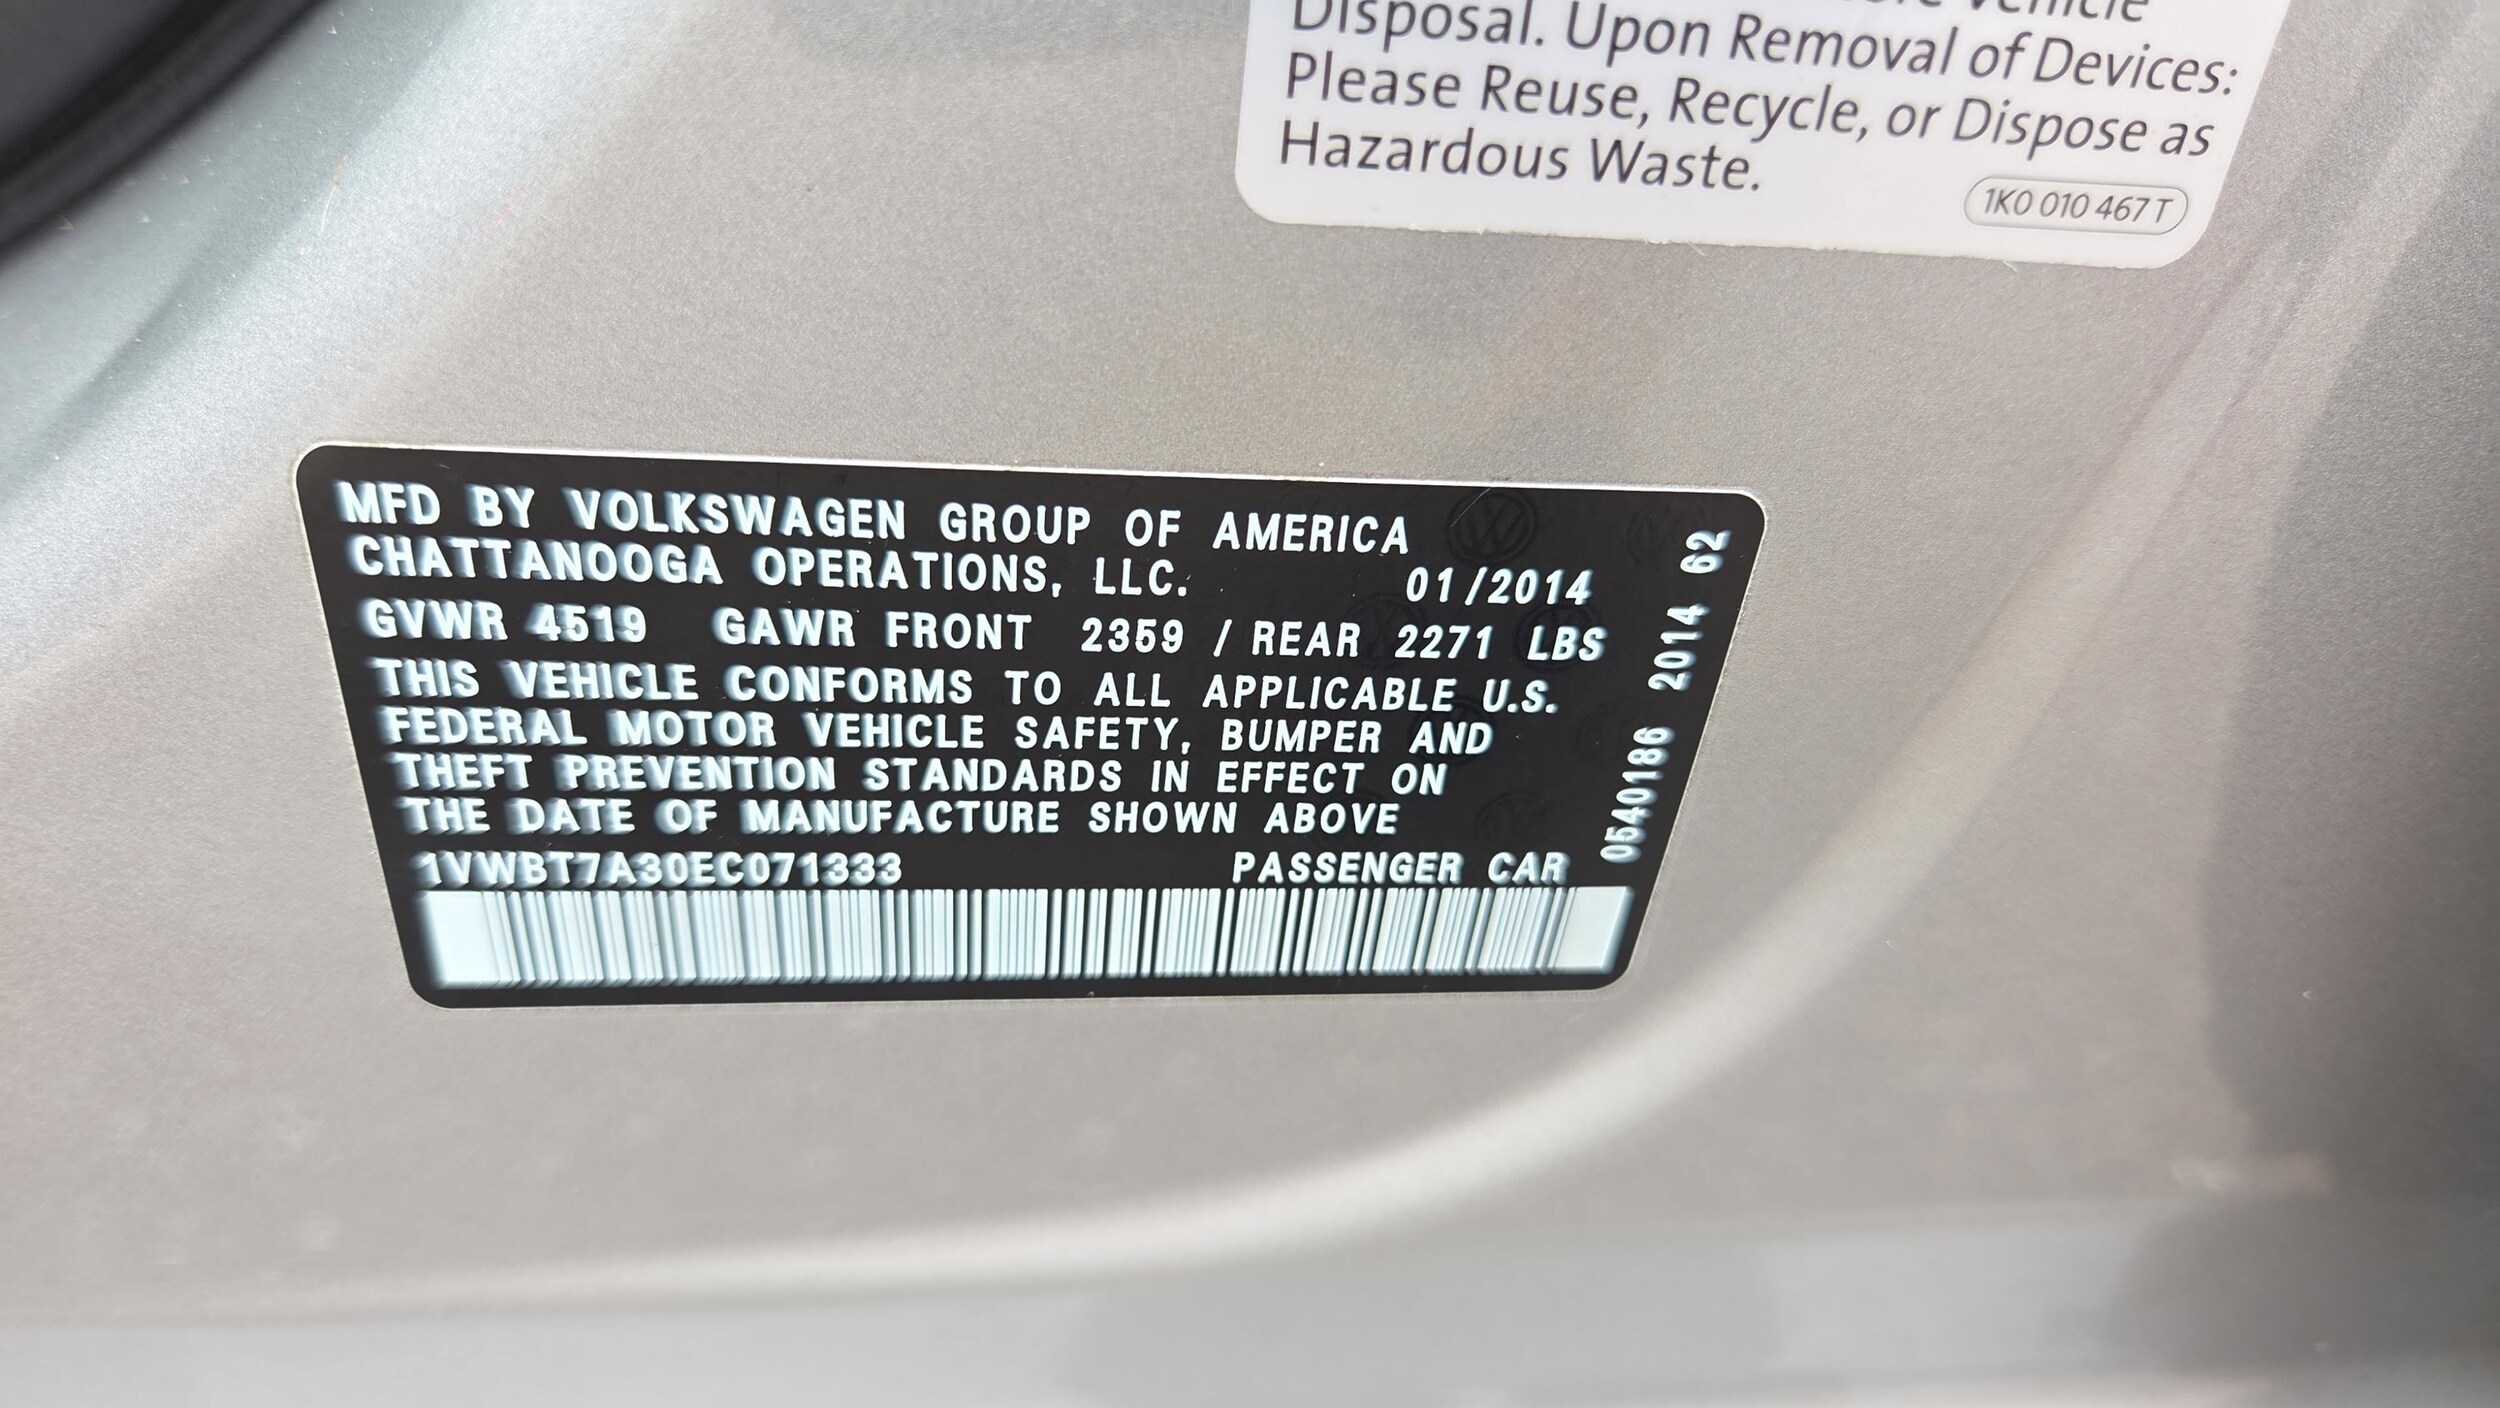 Vehicle
Disposal. Upon Removal of Devices:
Please Reuse, Recycle, or Dispose as
Hazardous Waste.
1K0 010 467 T
MFD BY VOLKSWAGEN GROUP OF AMERICA
CHATTANOOGA OPERATIONS, LLC.
01/2014
GVWR 4519 GAWR FRONT 2359 / REAR 2271 LBS
THIS VEHICLE CONFORMS TO ALL APPLICABLE U.S.
FEDERAL MOTOR VEHICLE SAFETY, BUMPER AND
THEFT PREVENTION STANDARDS IN EFFECT ON
THE DATE OF MANUFACTURE SHOWN ABOVE
1VWBT7A30EC071333 PASSENGER CAR
0540186 2014 62